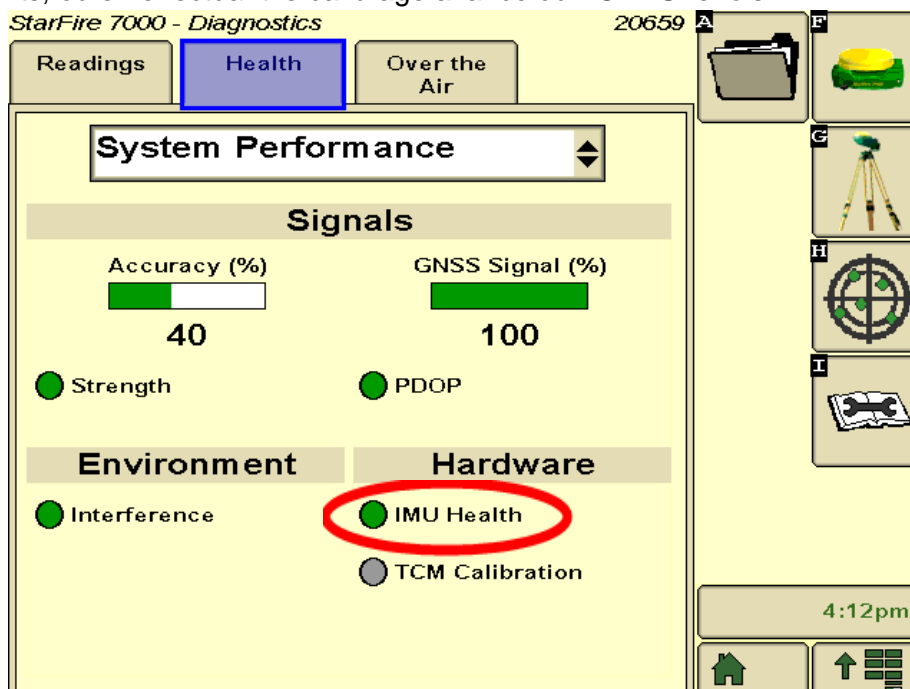 StarFire 7000 - Diagnostics 20659
Readings Health Over the Air
System Performance
Signals
Accuracy (%) GNSS Signal (%)
40 100
Strength PDOP
Environment Hardware
Interference IMU Health
TCM Calibration
A F
G
H
I
4:12pm